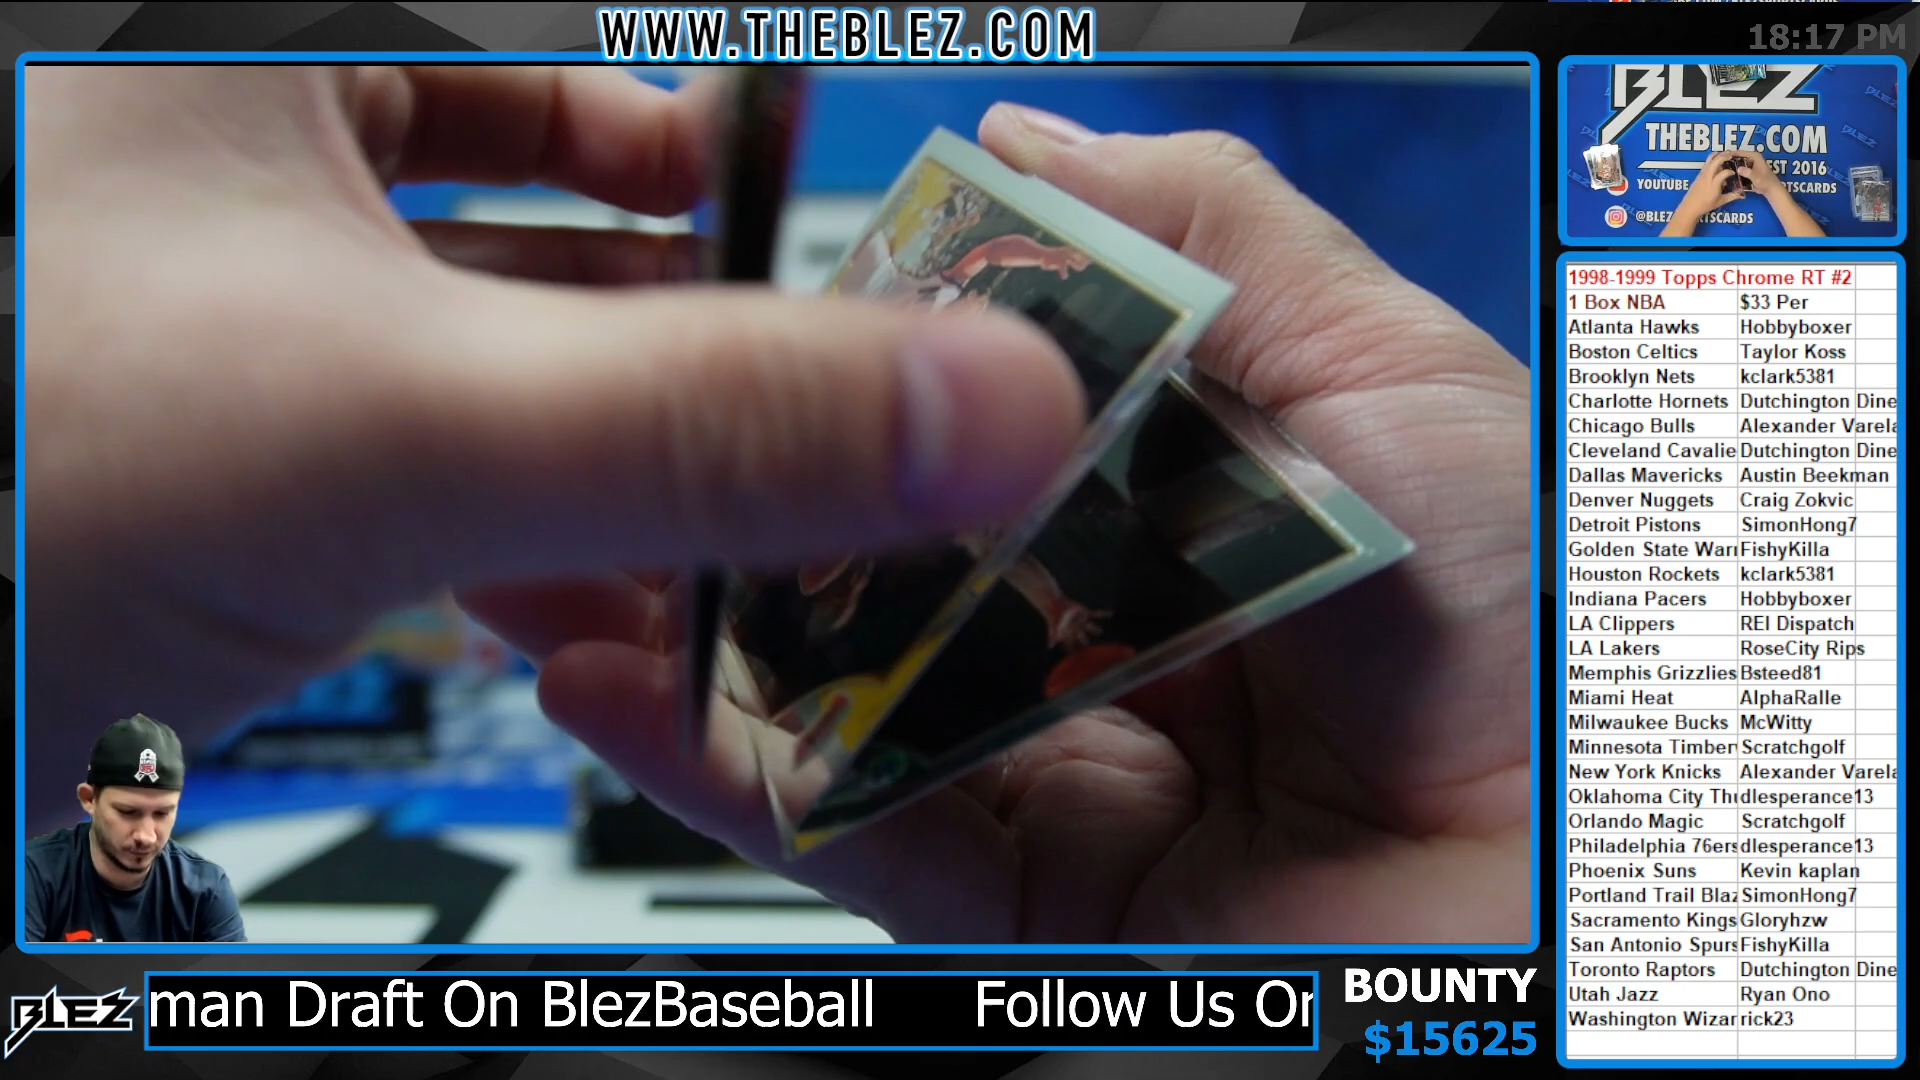 WWW.THEBLEZ.COM
18:17 PM
BLEZ
THEBLEZ.COM
EST 2016
YOUTUBE
@BLEZ
1998-1999 Topps Chrome RT #2
1 Box NBA $33 Per
Atlanta Hawks Hobbyboxer
Boston Celtics Taylor Koss
Brooklyn Nets kclark5381
Charlotte Hornets Dutchington Dine
Chicago Bulls Alexander Varela
Cleveland Cavalie Dutchington Dine
Dallas Mavericks Austin Beekman
Denver Nuggets Craig Zokvic
Detroit Pistons SimonHong7
Golden State Warr FishyKilla
Houston Rockets kclark5381
Indiana Pacers Hobbyboxer
LA Clippers REI Dispatch
LA Lakers RoseCity Rips
Memphis Grizzlies Bsteed81
Miami Heat AlphaRalle
Milwaukee Bucks McWitty
Minnesota Timber Scratchgolf
New York Knicks Alexander Varela
Oklahoma City Thu dlesperance13
Orlando Magic Scratchgolf
Philadelphia 76ers dlesperance13
Phoenix Suns Kevin kaplan
Portland Trail Blaz SimonHong7
Sacramento Kings Gloryhzw
San Antonio Spurs FishyKilla
Toronto Raptors Dutchington Dine
Utah Jazz Ryan Ono
Washington Wizar rick23
BLEZ
man Draft On BlezBaseball Follow Us On
BOUNTY
$15625